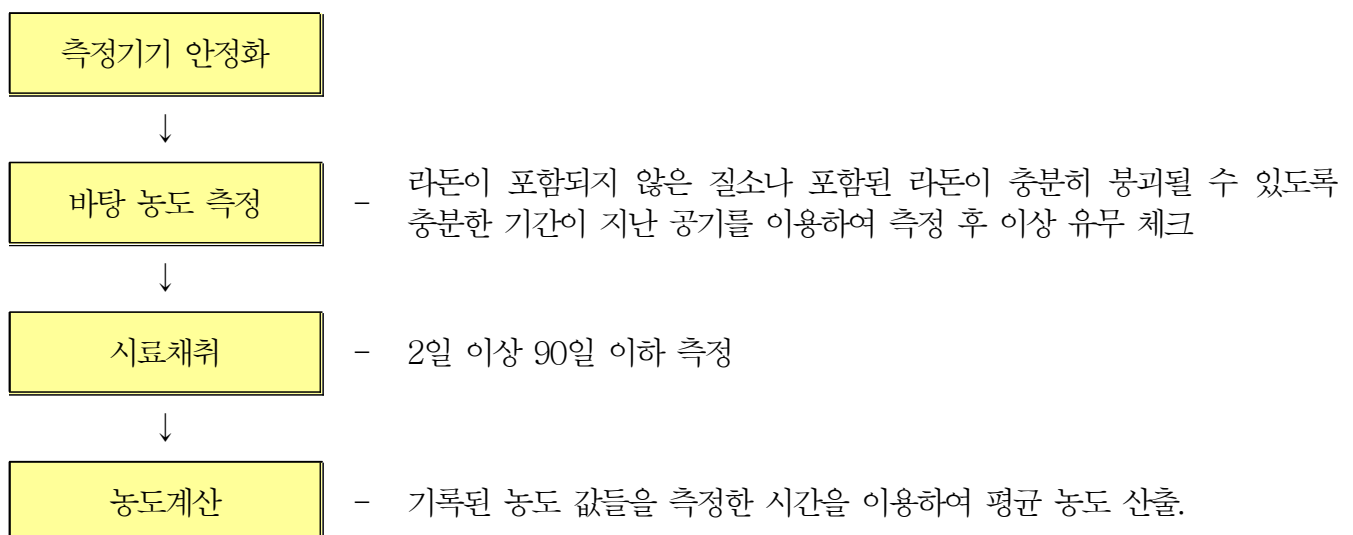 측정기기 안정화
↓
바탕 농도 측정
- 라돈이 포함되지 않은 질소나 포함된 라돈이 충분히 붕괴될 수 있도록
충분한 기간이 지난 공기를 이용하여 측정 후 이상 유무 체크
↓
시료채취
- 2일 이상 90일 이하 측정
↓
농도계산
- 기록된 농도 값들을 측정한 시간을 이용하여 평균 농도 산출.